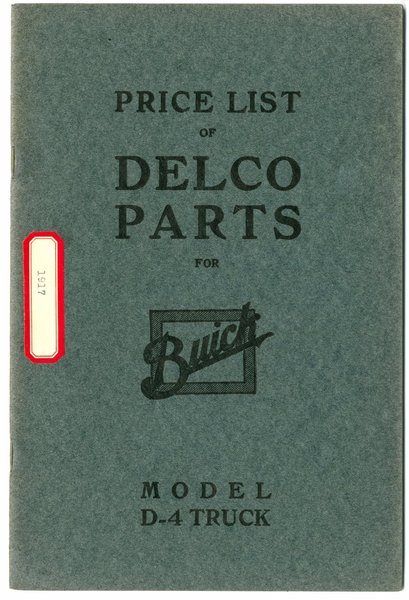 PRICE LIST
OF
DELCO
PARTS
FOR
Buick
MODEL
D-4 TRUCK
1917